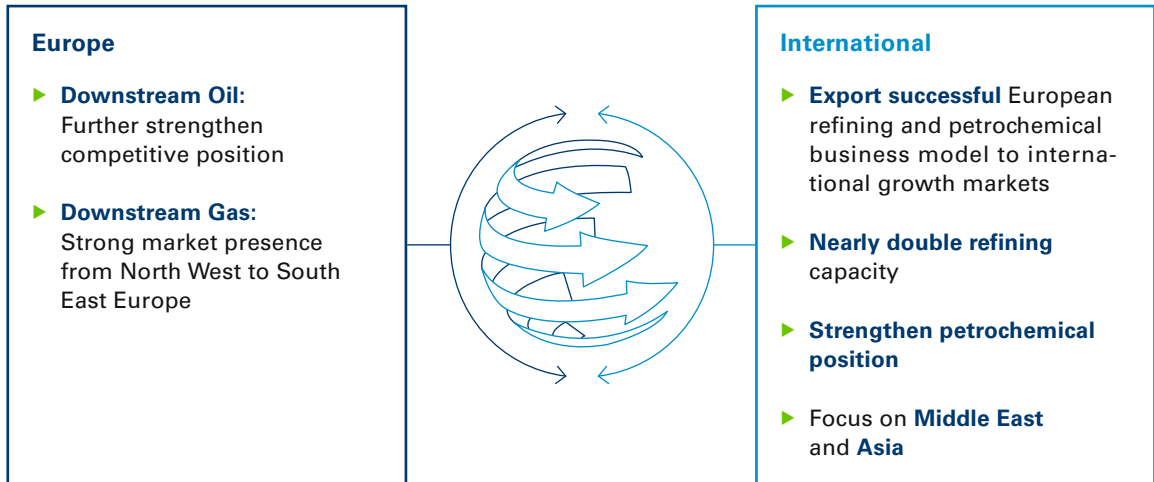 Europe
Downstream Oil:
Further strengthen
competitive position
Downstream Gas:
Strong market presence
from North West to South
East Europe
International
Export successful European
refining and petrochemical
business model to interna-
tional growth markets
Nearly double refining
capacity
Strengthen petrochemical
position
Focus on Middle East
and Asia